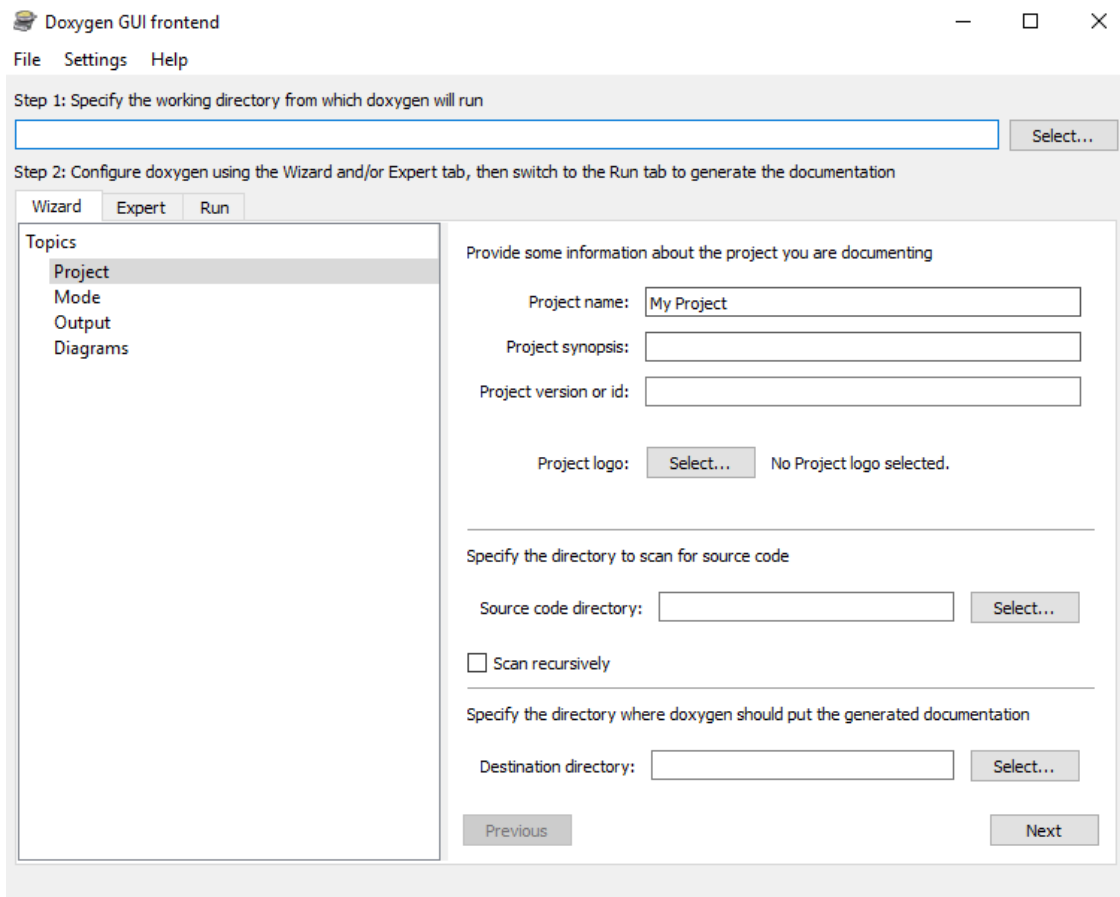 Doxygen GUI frontend
File Settings Help
Step 1: Specify the working directory from which doxygen will run
Select...
Step 2: Configure doxygen using the Wizard and/or Expert tab, then switch to the Run tab to generate the documentation
Wizard Expert Run
Topics
Project
Mode
Output
Diagrams
Provide some information about the project you are documenting
Project name: My Project
Project synopsis:
Project version or id:
Project logo: Select... No Project logo selected.
Specify the directory to scan for source code
Source code directory: Select...
Scan recursively
Specify the directory where doxygen should put the generated documentation
Destination directory: Select...
Previous Next